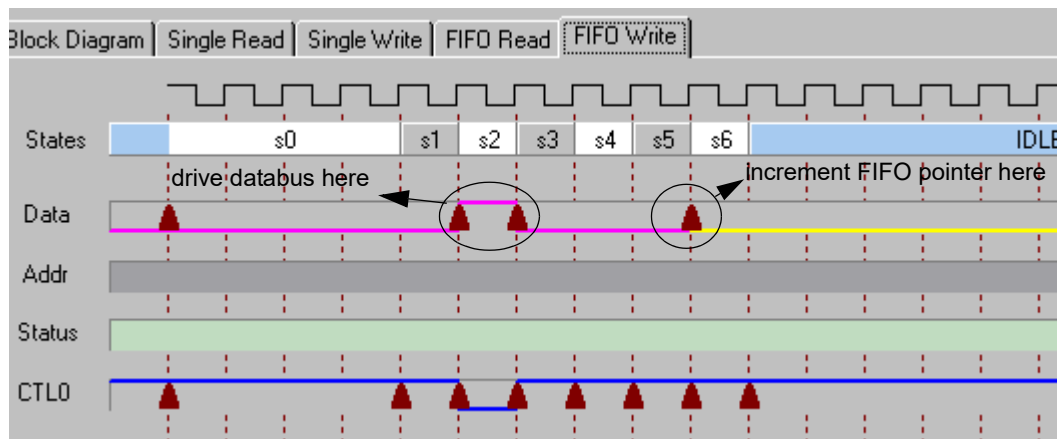 Block Diagram Single Read Single Write FIFO Read FIFO Write
States s0 s1 s2 s3 s4 s5 s6 IDLE
drive databus here increment FIFO pointer here
Data
Addr
Status
CTL0